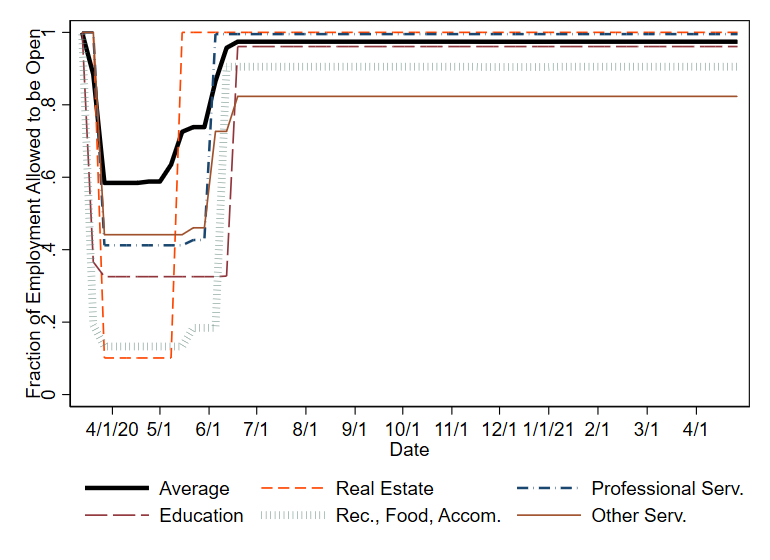 Fraction of Employment Allowed to be Open
1
.8
.6
.4
.2
0
4/1/20 5/1 6/1 7/1 8/1 9/1 10/1 11/1 12/1 1/1/21 2/1 3/1 4/1
Date
Average Real Estate Professional Serv.
Education Rec., Food, Accom. Other Serv.